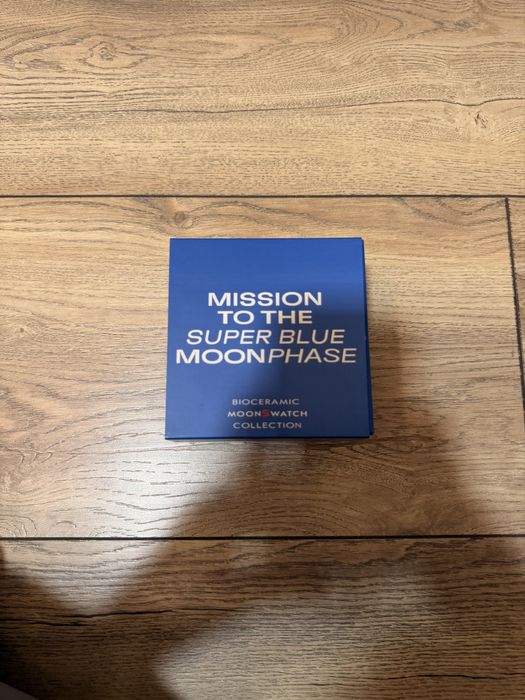 MISSION
TO THE
SUPER BLUE
MOONPHASE
BIOCERAMIC
MOONSWATCH
COLLECTION